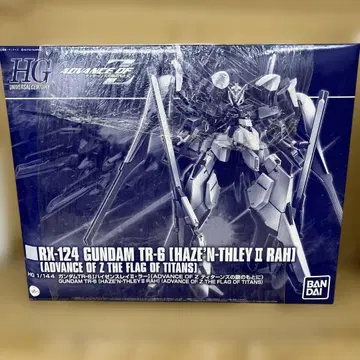 HG
UNIVERSAL CENTURY
ADVANCE OF Z
RX-124 GUNDAM TR-6 [HAZE'N-THLEY Ⅱ RAH]
[ADVANCE OF Z THE FLAG OF TITANS]
HG 1/144 ガンダムTR-6[ハイゼンスレイⅡ・ラー][ADVANCE OF Z ティターンズの旗のもとに]
GUNDAM TR-6 [HAZE'N-THLEY Ⅱ RAH] [ADVANCE OF Z THE FLAG OF TITANS]
BAN
DAI